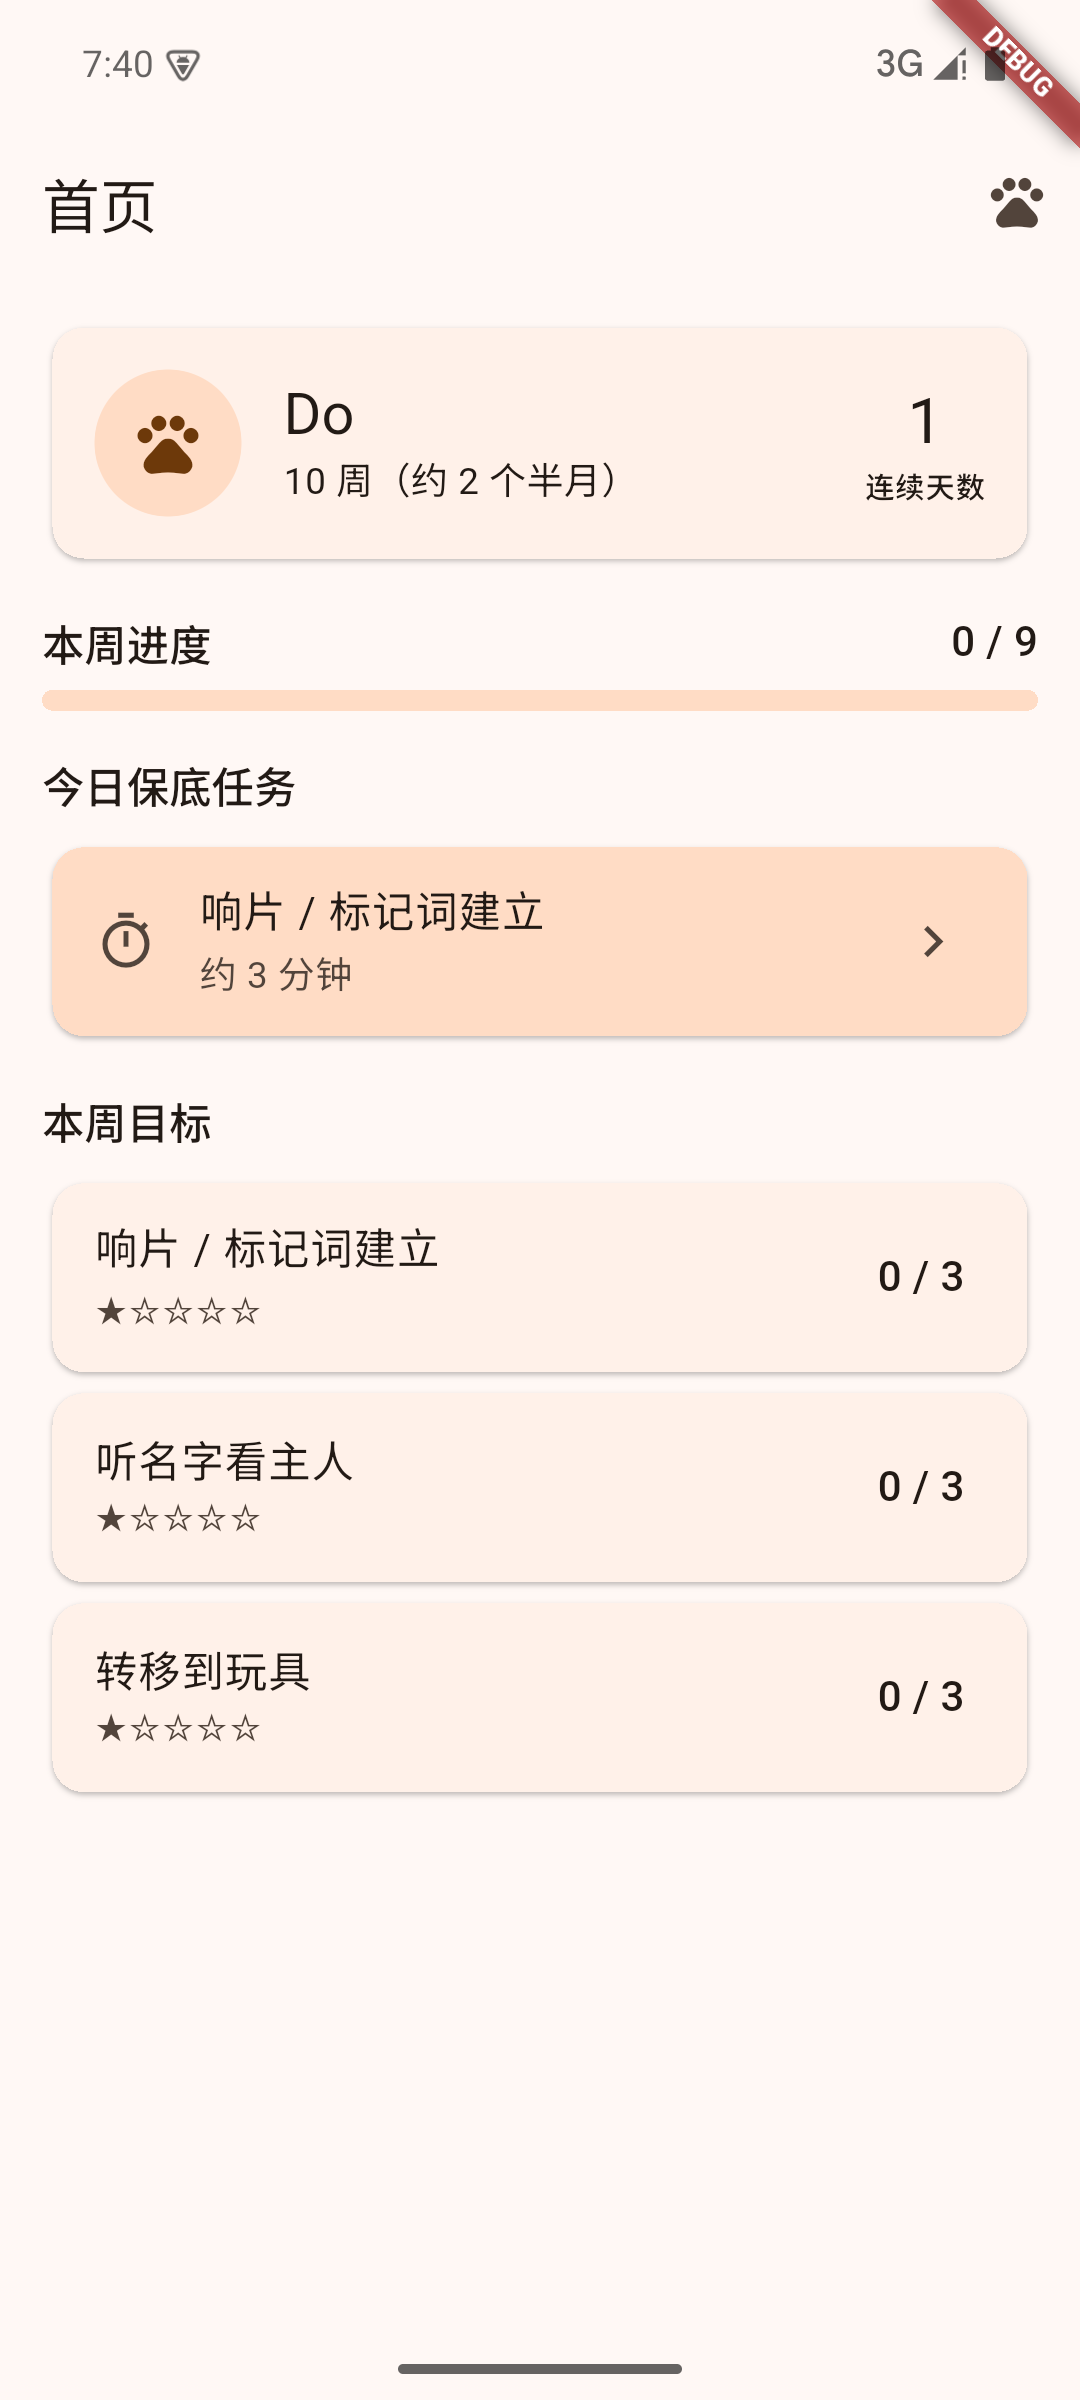 7:40
3G
DEBUG
首页
Do
10 周（约 2 个半月）
1
连续天数
本周进度
0 / 9
今日保底任务
响片 / 标记词建立
约 3 分钟
本周目标
响片 / 标记词建立
★☆☆☆☆
0 / 3
听名字看主人
★☆☆☆☆
0 / 3
转移到玩具
★☆☆☆☆
0 / 3